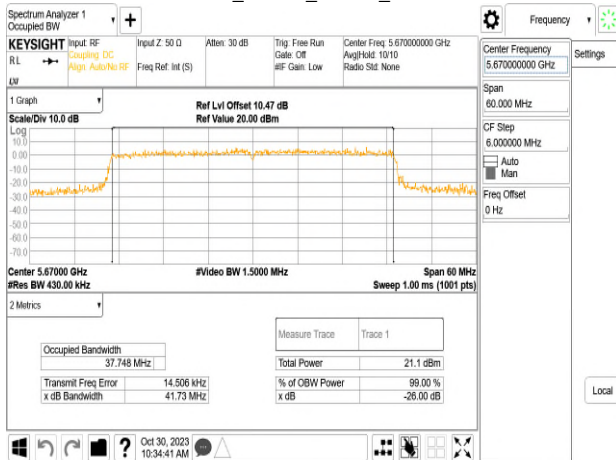 Spectrum Analyzer 1
Occupied BW
Frequency
KEYSIGHT
RL
Input: RF
Coupling: DC
Align: Auto/No RF
Input Z: 50 Ω
Freq Ref: Int (S)
Atten: 30 dB
Trig: Free Run
Gate: Off
#IF Gain: Low
Center Freq: 5.670000000 GHz
Avg|Hold: 10/10
Radio Std: None
Center Frequency
5.670000000 GHz
Settings
Span
60.000 MHz
CF Step
6.000000 MHz
Auto
Man
Freq Offset
0 Hz
1 Graph
Scale/Div 10.0 dB
Ref Lvl Offset 10.47 dB
Ref Value 20.00 dBm
Log
10.0
0.00
-10.0
-20.0
-30.0
-40.0
-50.0
-60.0
-70.0
Center 5.67000 GHz
#Res BW 430.00 kHz
#Video BW 1.5000 MHz
Span 60 MHz
Sweep 1.00 ms (1001 pts)
2 Metrics
Occupied Bandwidth
37.748 MHz
Transmit Freq Error 14.506 kHz
x dB Bandwidth 41.73 MHz
Measure Trace Trace 1
Total Power 21.1 dBm
% of OBW Power 99.00 %
x dB -26.00 dB
Local
Oct 30, 2023
10:34:41 AM